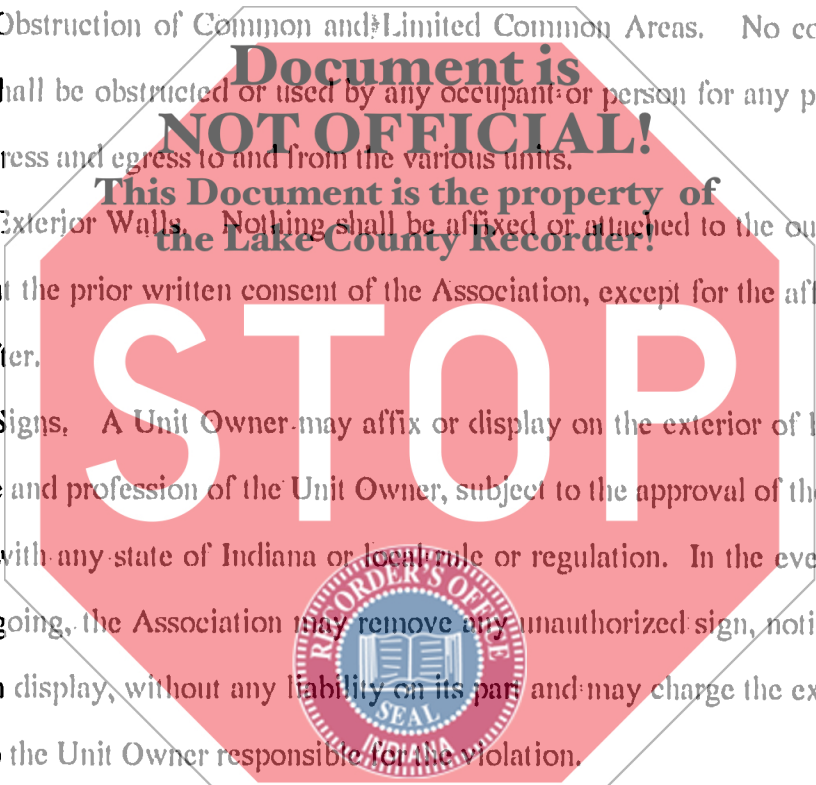 Obstruction of Common and Limited Common Areas. No co
Document is
hall be obstructed or used by any occupant or person for any p
NOT OFFICIAL!
ress and egress to and from the various units.
This Document is the property of
Exterior Walls. Nothing shall be affixed or attached to the ou
the Lake County Recorder!
t the prior written consent of the Association, except for the aff
ter.
STOP
Signs. A Unit Owner may affix or display on the exterior of
e and profession of the Unit Owner, subject to the approval of the
with any state of Indiana or local rule or regulation. In the eve
going, the Association may remove any unauthorized sign, noti
n display, without any liability on its part and may charge the ex
o the Unit Owner responsible for the violation.
RECORDER'S OFFICE
SEAL
INDIANA